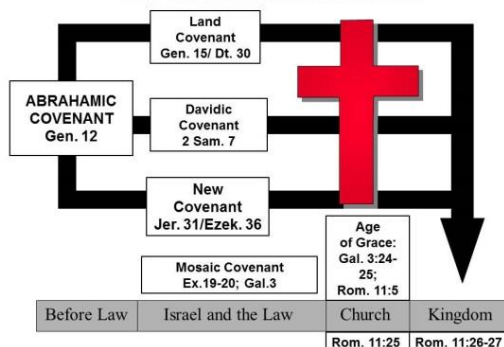 Land
Covenant
Gen. 15/ Dt. 30
ABRAHAMIC
COVENANT
Gen. 12
Davidic
Covenant
2 Sam. 7
New
Covenant
Jer. 31/Ezek. 36
Mosaic Covenant
Ex.19-20; Gal.3
Age
of Grace:
Gal. 3:24-
25;
Rom. 11:5
Before Law
Israel and the Law
Church
Kingdom
Rom. 11:25
Rom. 11:26-27